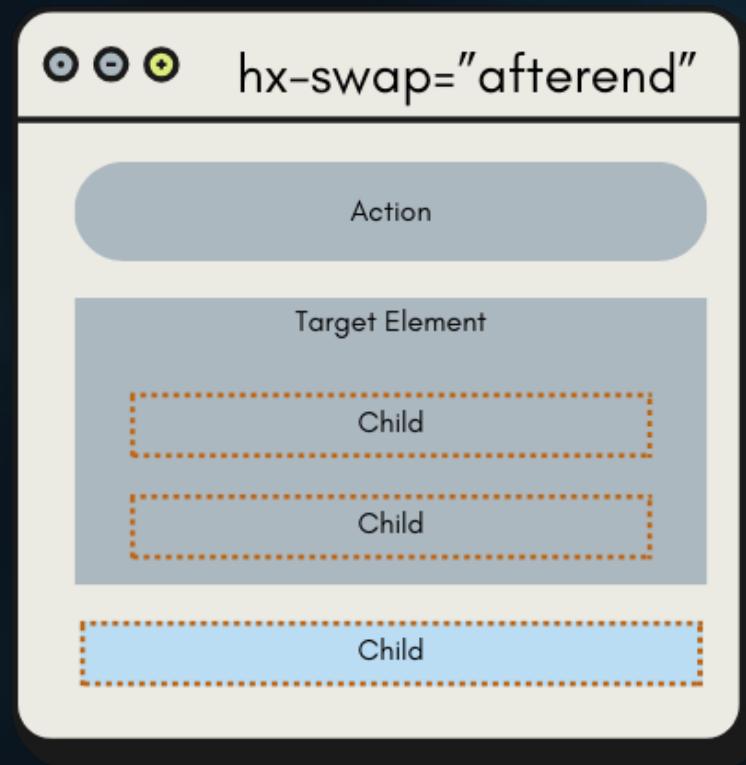 hx-swap="afterend"
Action
Target Element
Child
Child
Child